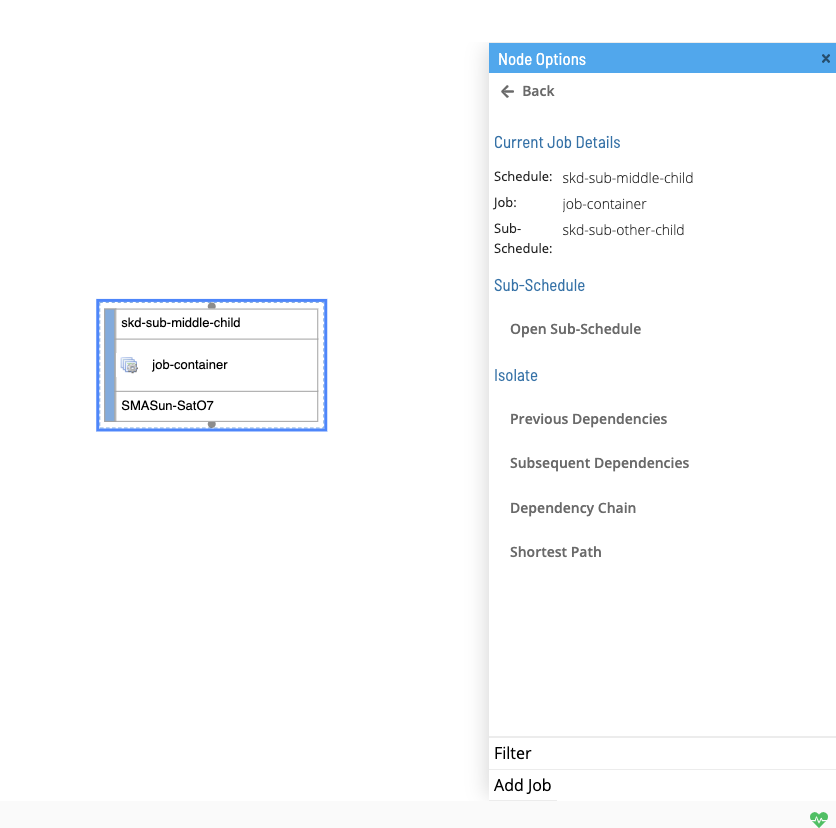 Node Options
×
Back
Current Job Details
Schedule: skd-sub-middle-child
Job: job-container
Sub-Schedule: skd-sub-other-child
Sub-Schedule
Open Sub-Schedule
Isolate
Previous Dependencies
Subsequent Dependencies
Dependency Chain
Shortest Path
Filter
Add Job
skd-sub-middle-child
job-container
SMASun-SatO7